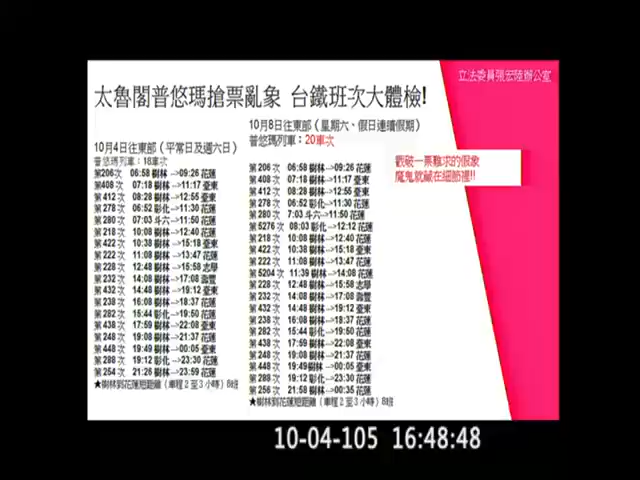 立法委員張宏陸辦公室
太魯閣普悠瑪搶票亂象 台鐵班次大體檢!
10月4日往東部（平常日及週六日）
普悠瑪列車：18車次
第206 次 06:58 樹林-->09:26 花蓮
第408 次 07:18 樹林-->11:17 臺東
第412 次 08:28 樹林-->12:55 臺東
第278 次 06:52 彰化-->11:30 花蓮
第280 次 07:03 斗六-->11:50 花蓮
第218 次 10:08 樹林-->12:40 花蓮
第422 次 10:38 樹林-->15:18 臺東
第222 次 11:08 樹林-->13:47 花蓮
第228 次 12:48 樹林-->15:58 志學
第232 次 14:08 樹林-->17:08 壽豐
第432 次 14:48 樹林-->19:12 臺東
第238 次 16:08 樹林-->18:37 花蓮
第282 次 15:44 彰化-->19:50 花蓮
第438 次 17:59 樹林-->22:08 臺東
第248 次 19:08 樹林-->21:37 花蓮
第448 次 19:49 樹林-->00:05 臺東
第288 次 19:12 彰化-->23:30 花蓮
第254 次 21:26 樹林-->23:59 花蓮
★樹林到花蓮短距離（車程2至3小時）8班
10月8日往東部（星期六、假日連續假期）
普悠瑪列車：20車次
第206 次 06:58 樹林-->09:26 花蓮
第408 次 07:18 樹林-->11:17 臺東
第412 次 08:28 樹林-->12:55 臺東
第278 次 06:52 彰化-->11:30 花蓮
第280 次 7:03 斗六-->11:50 花蓮
第5276 次 08:03 彰化-->12:12 花蓮
第218 次 10:08 樹林-->12:40 花蓮
第422 次 10:38 樹林-->15:18 臺東
第222 次 11:08 樹林-->13:47 花蓮
第5204 次 11:39 樹林-->14:08 花蓮
第228 次 12:48 樹林-->15:58 志學
第232 次 14:08 樹林-->17:08 壽豐
第432 次 14:48 樹林-->19:12 臺東
第238 次 16:08 樹林-->18:37 花蓮
第282 次 15:44 彰化-->19:50 花蓮
第438 次 17:59 樹林-->22:08 臺東
第248 次 19:08 樹林-->21:37 花蓮
第448 次 19:49樹林-->00:05 臺東
第288 次 19:12 彰化-->23:30 花蓮
第256 次 21:58 樹林-->00:35 花蓮
★樹林到花蓮短距離（車程2至3小時）8班
戳破一票難求的假象
魔鬼就藏在細節裡!!
10-04-105 16:48:48